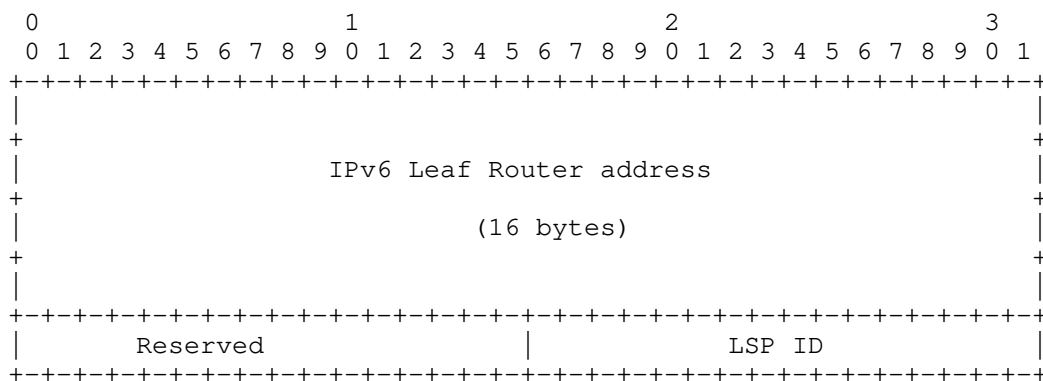 0                   1                   2                   3
0 1 2 3 4 5 6 7 8 9 0 1 2 3 4 5 6 7 8 9 0 1 2 3 4 5 6 7 8 9 0 1
+-+-+-+-+-+-+-+-+-+-+-+-+-+-+-+-+-+-+-+-+-+-+-+-+-+-+-+-+-+-+-+-+
|                                                               |
+                                                               +
|                   IPv6 Leaf Router address                    |
+                                                               +
|                            (16 bytes)                         |
+                                                               +
|                                                               |
+-+-+-+-+-+-+-+-+-+-+-+-+-+-+-+-+-+-+-+-+-+-+-+-+-+-+-+-+-+-+-+-+
|       Reserved                |            LSP ID             |
+-+-+-+-+-+-+-+-+-+-+-+-+-+-+-+-+-+-+-+-+-+-+-+-+-+-+-+-+-+-+-+-+